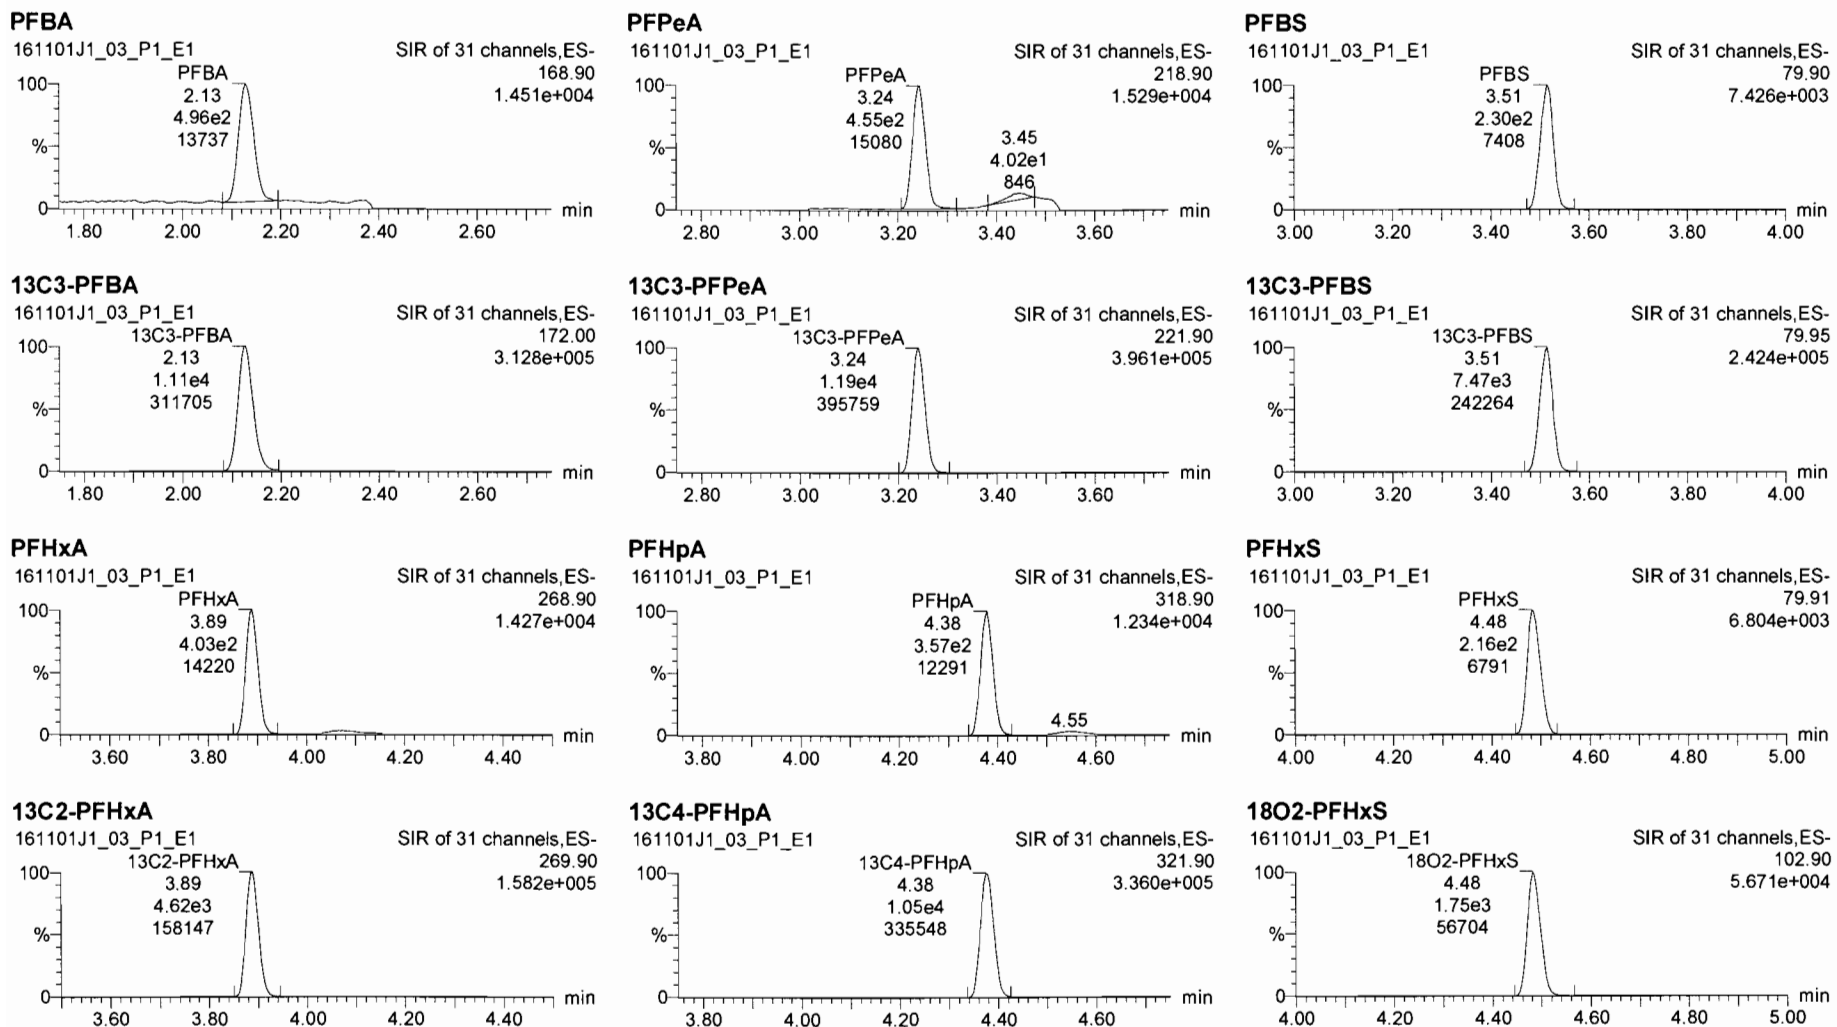 PFBA
161101J1_03_P1_E1
SIR of 31 channels,ES-
168.90
1.451e+004
PFBA
2.13
4.96e2
13737
100
%
0
min
1.80 2.00 2.20 2.40 2.60
PFPeA
161101J1_03_P1_E1
SIR of 31 channels,ES-
218.90
1.529e+004
PFPeA
3.24
4.55e2
15080
3.45
4.02e1
846
100
%
0
min
2.80 3.00 3.20 3.40 3.60
PFBS
161101J1_03_P1_E1
SIR of 31 channels,ES-
79.90
7.426e+003
PFBS
3.51
2.30e2
7408
100
%
0
min
3.00 3.20 3.40 3.60 3.80 4.00
13C3-PFBA
161101J1_03_P1_E1
SIR of 31 channels,ES-
172.00
3.128e+005
13C3-PFBA
2.13
1.11e4
311705
100
%
0
min
1.80 2.00 2.20 2.40 2.60
13C3-PFPeA
161101J1_03_P1_E1
SIR of 31 channels,ES-
221.90
3.961e+005
13C3-PFPeA
3.24
1.19e4
395759
100
%
0
min
2.80 3.00 3.20 3.40 3.60
13C3-PFBS
161101J1_03_P1_E1
SIR of 31 channels,ES-
79.95
2.424e+005
13C3-PFBS
3.51
7.47e3
242264
100
%
0
min
3.00 3.20 3.40 3.60 3.80 4.00
PFHxA
161101J1_03_P1_E1
SIR of 31 channels,ES-
268.90
1.427e+004
PFHxA
3.89
4.03e2
14220
100
%
0
min
3.60 3.80 4.00 4.20 4.40
PFHpA
161101J1_03_P1_E1
SIR of 31 channels,ES-
318.90
1.234e+004
PFHpA
4.38
3.57e2
12291
4.55
100
%
0
min
3.80 4.00 4.20 4.40 4.60
PFHxS
161101J1_03_P1_E1
SIR of 31 channels,ES-
79.91
6.804e+003
PFHxS
4.48
2.16e2
6791
100
%
0
min
4.00 4.20 4.40 4.60 4.80 5.00
13C2-PFHxA
161101J1_03_P1_E1
SIR of 31 channels,ES-
269.90
1.582e+005
13C2-PFHxA
3.89
4.62e3
158147
100
%
0
min
3.60 3.80 4.00 4.20 4.40
13C4-PFHpA
161101J1_03_P1_E1
SIR of 31 channels,ES-
321.90
3.360e+005
13C4-PFHpA
4.38
1.05e4
335548
100
%
0
min
3.80 4.00 4.20 4.40 4.60
18O2-PFHxS
161101J1_03_P1_E1
SIR of 31 channels,ES-
102.90
5.671e+004
18O2-PFHxS
4.48
1.75e3
56704
100
%
0
min
4.00 4.20 4.40 4.60 4.80 5.00